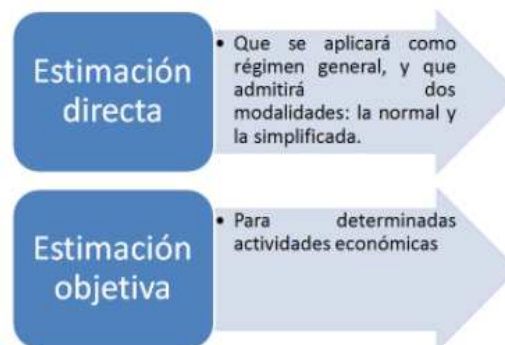 Estimación
directa
• Que se aplicará como
régimen general, y que
admitirá dos
modalidades: la normal y
la simplificada.
Estimación
objetiva
• Para determinadas
actividades económicas